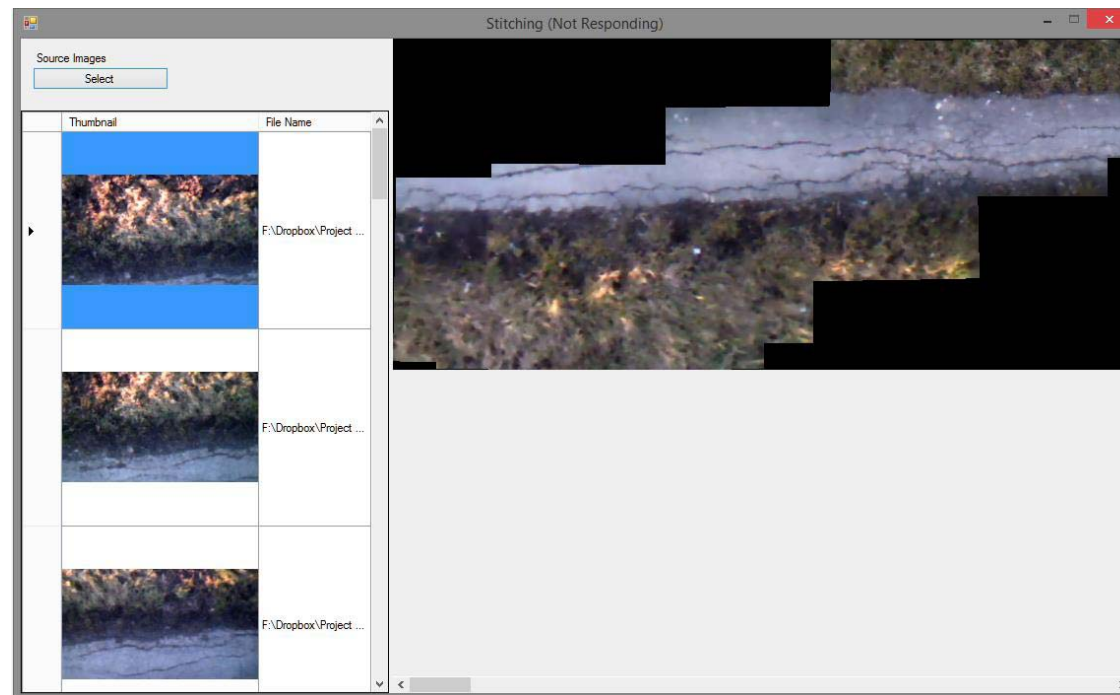 Stitching (Not Responding)
Source Images
Select
Thumbnail File Name
F:\Dropbox\Project ...
F:\Dropbox\Project ...
F:\Dropbox\Project ...